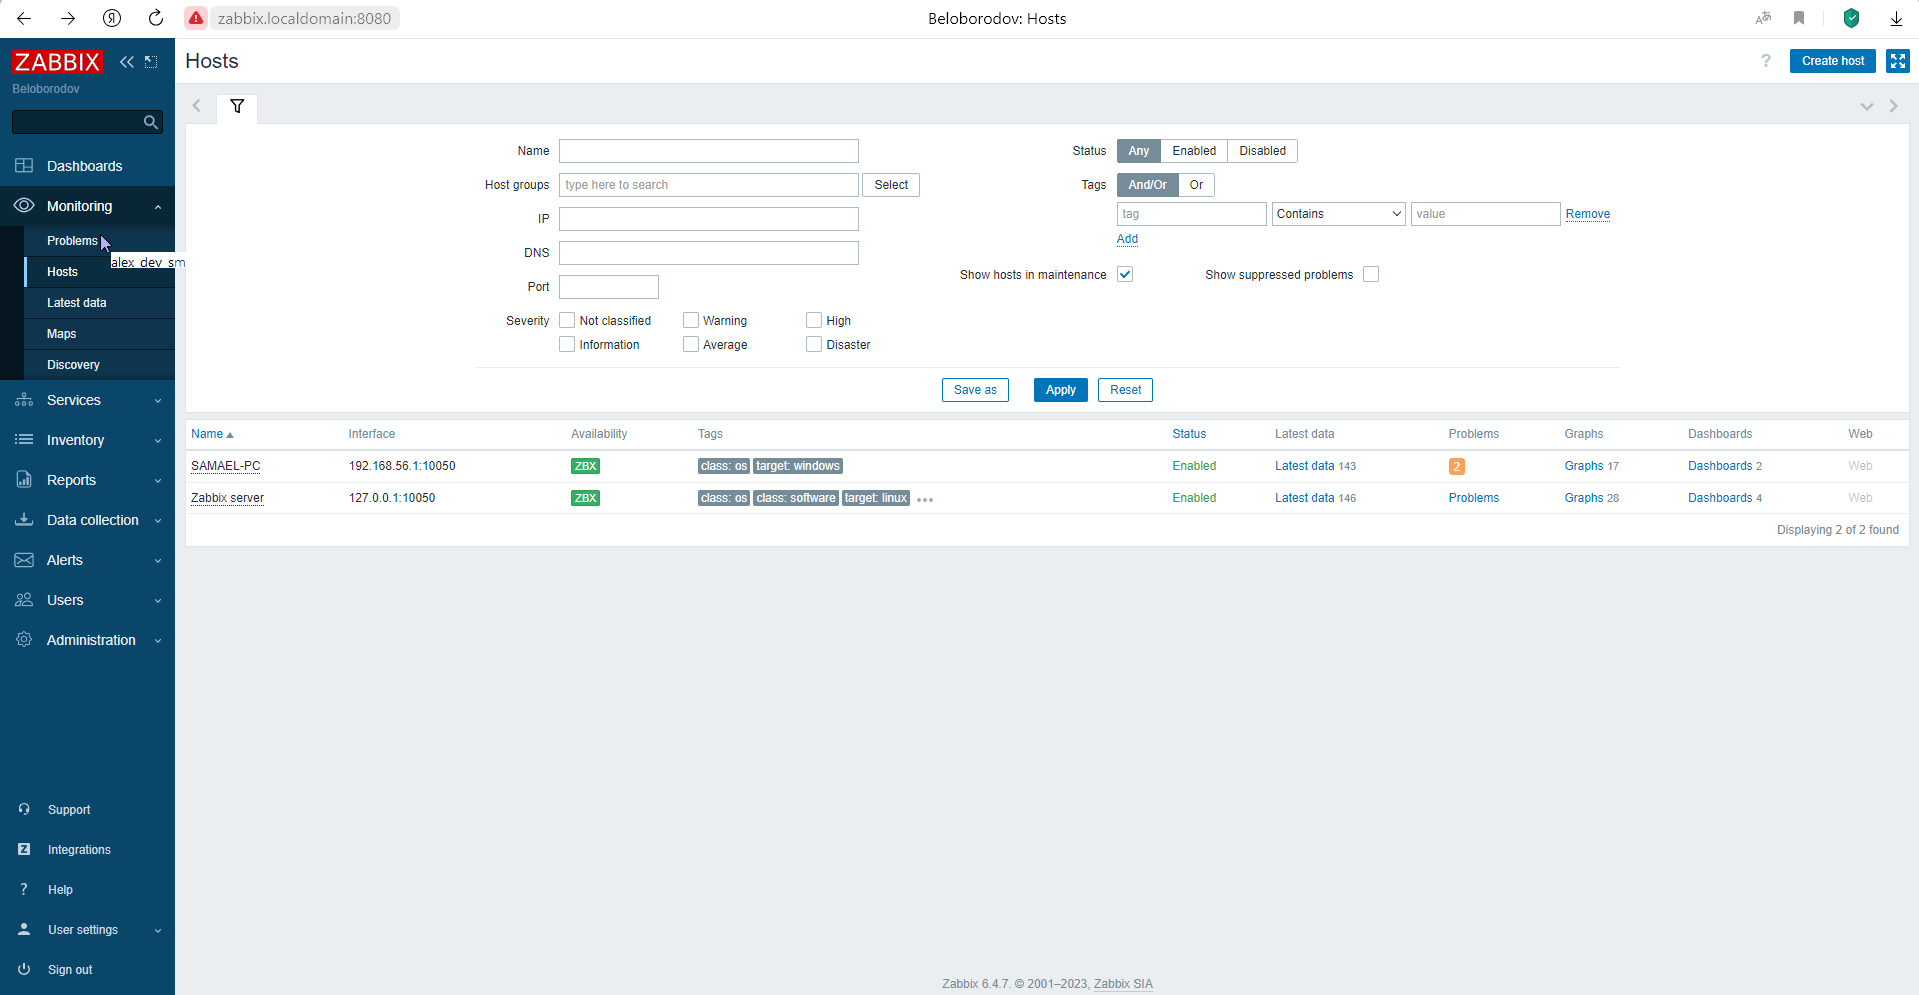 Я zabbix.localdomain:8080 Beloborodov: Hosts
ZABBIX
Beloborodov
Dashboards
Monitoring
Problems
alex_dev_sm
Hosts
Latest data
Maps
Discovery
Services
Inventory
Reports
Data collection
Alerts
Users
Administration
Support
Integrations
? Help
User settings
Sign out
Hosts ? Create host
Name
Host groups type here to search Select
IP
DNS
Port
Severity Not classified Warning High
Information Average Disaster
Status Any Enabled Disabled
Tags And/Or Or
tag Contains value Remove
Add
Show hosts in maintenance Show suppressed problems
Save as Apply Reset
Name Interface Availability Tags Status Latest data Problems Graphs Dashboards Web
SAMAEL-PC 192.168.56.1:10050 ZBX class: os target: windows Enabled Latest data 143 2 Graphs 17 Dashboards 2 Web
Zabbix server 127.0.0.1:10050 ZBX class: os class: software target: linux ••• Enabled Latest data 146 Problems Graphs 28 Dashboards 4 Web
Displaying 2 of 2 found
Zabbix 6.4.7. © 2001–2023, Zabbix SIA